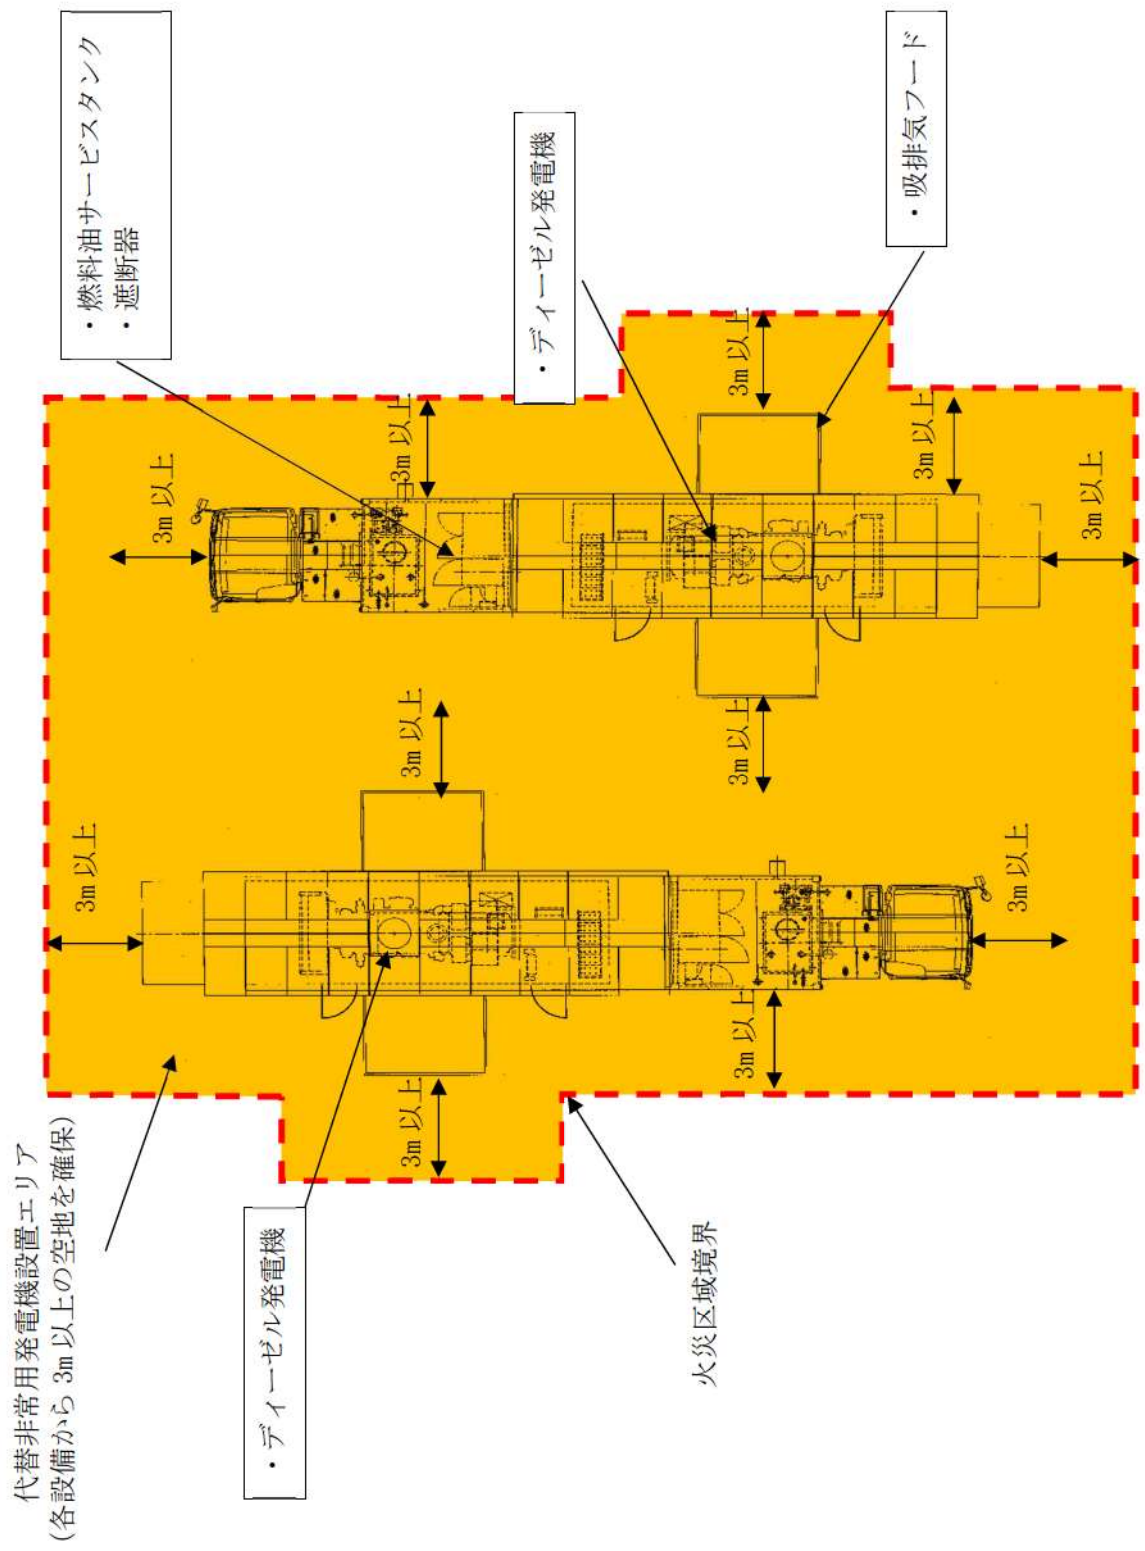 代替非常用発電機設置エリア
(各設備から 3m 以上の空地を確保)
・燃料油サービスタンク
・遮断器
3m 以上
3m 以上
・ディーゼル発電機
3m 以上
3m 以上
3m 以上
・ディーゼル発電機
火災区域境界
3m 以上
3m 以上
3m 以上
・吸排気フード
3m 以上
3m 以上
3m 以上